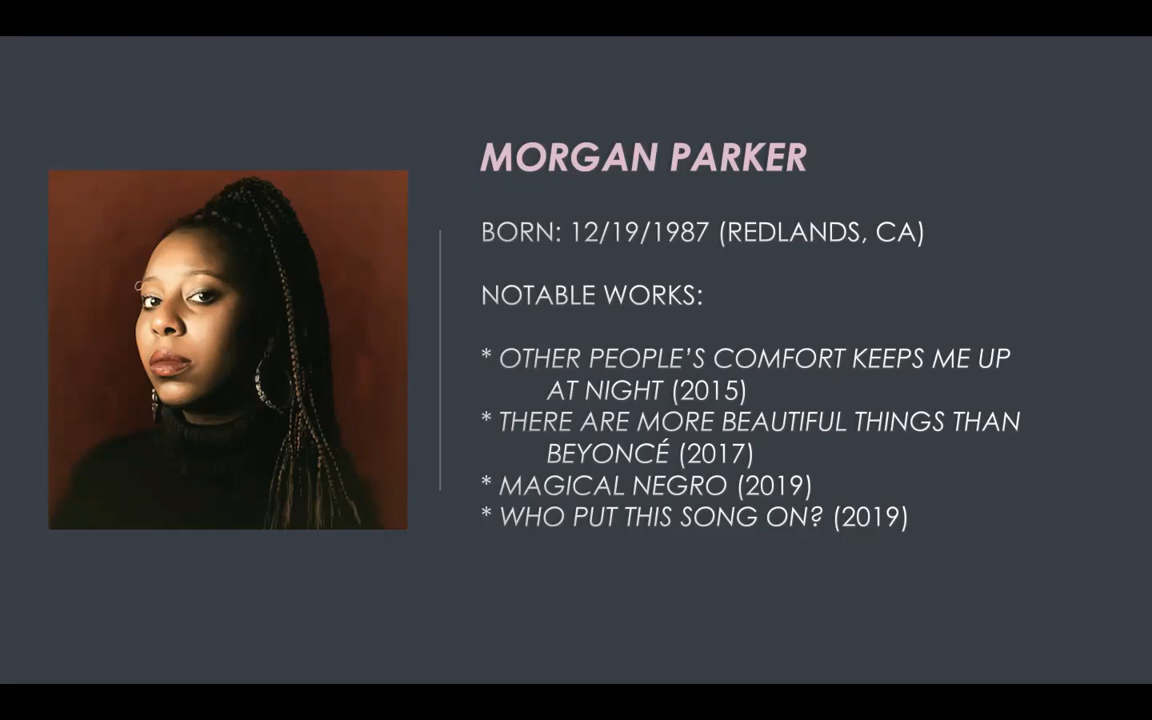 MORGAN PARKER
BORN: 12/19/1987 (REDLANDS, CA)
NOTABLE WORKS:
* OTHER PEOPLE’S COMFORT KEEPS ME UP
AT NIGHT (2015)
* THERE ARE MORE BEAUTIFUL THINGS THAN
BEYONCÉ (2017)
* MAGICAL NEGRO (2019)
* WHO PUT THIS SONG ON? (2019)